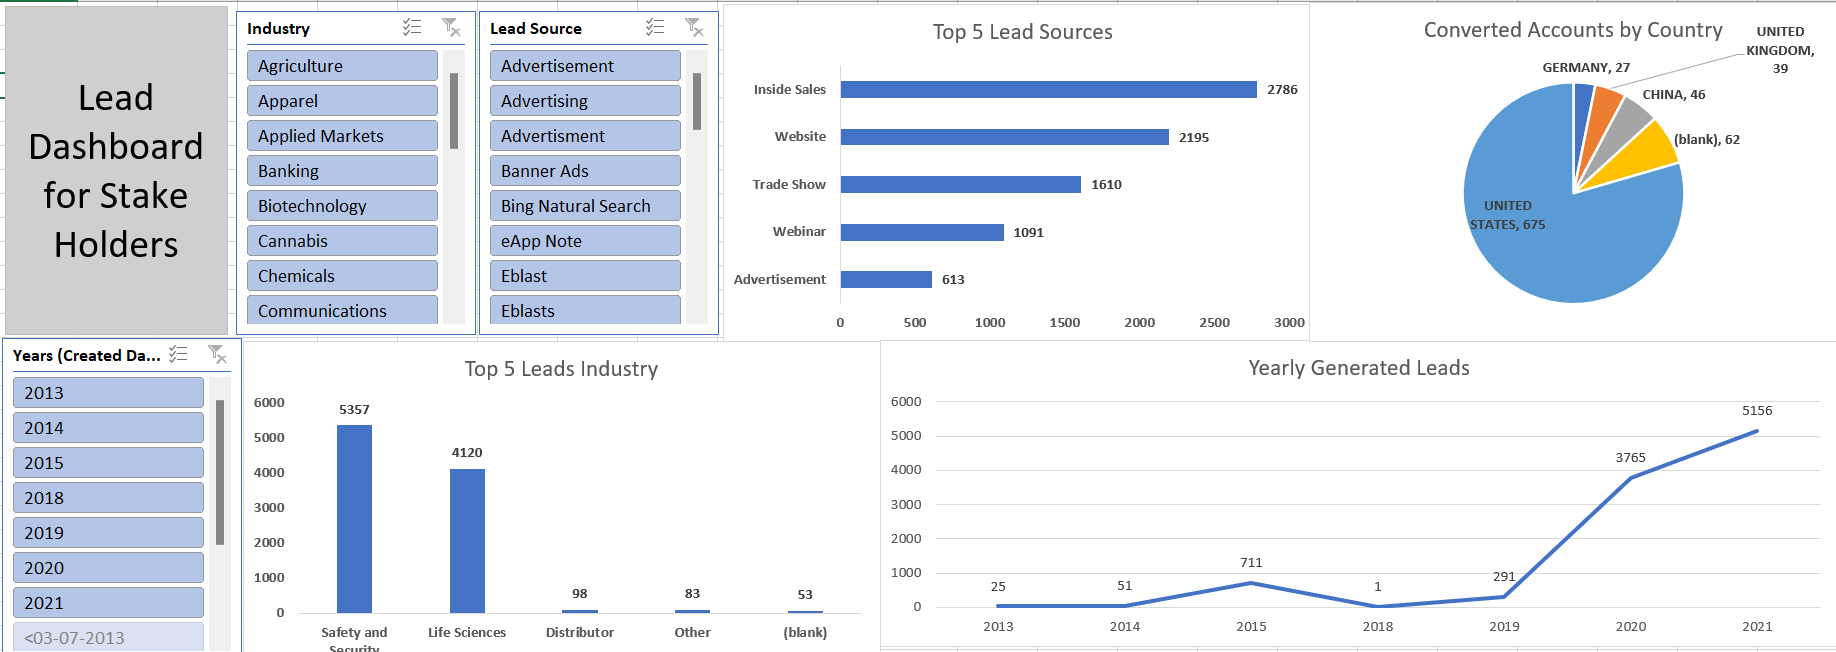 Lead
Dashboard
for Stake
Holders
Industry
Agriculture
Apparel
Applied Markets
Banking
Biotechnology
Cannabis
Chemicals
Communications
Lead Source
Advertisement
Advertising
Advertisment
Banner Ads
Bing Natural Search
eApp Note
Eblast
Eblasts
Top 5 Lead Sources
Inside Sales 2786
Website 2195
Trade Show 1610
Webinar 1091
Advertisement 613
0 500 1000 1500 2000 2500 3000
Converted Accounts by Country
UNITED
KINGDOM,
39
GERMANY, 27
CHINA, 46
(blank), 62
UNITED
STATES, 675
Years (Created Da...
2013
2014
2015
2018
2019
2020
2021
<03-07-2013
Top 5 Leads Industry
6000
5000
4000
3000
2000
1000
0
5357
4120
98
83
53
Safety and
Security
Life Sciences
Distributor
Other
(blank)
Yearly Generated Leads
6000
5000
4000
3000
2000
1000
0
25
51
711
1
291
3765
5156
2013 2014 2015 2018 2019 2020 2021